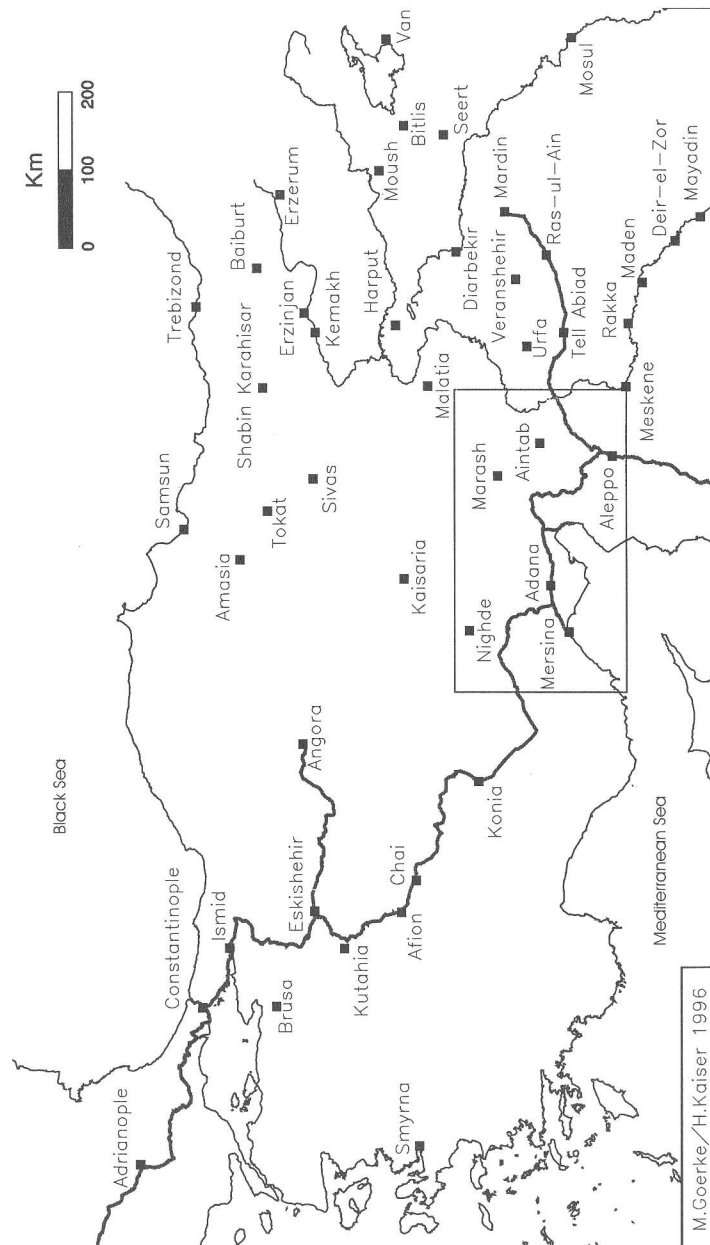 Km
0 100 200
Black Sea
Adrianople
Constantinople
Ismid
Brusa
Eskishehir
Angora
Kutahia
Afion
Chai
Smyrna
Konia
Samsun
Amasia
Tokat
Sivas
Shabin Karahisar
Trebizond
Baiburt
Erzinjan
Kemakh
Erzerum
Kaisaria
Malatia
Harput
Moush
Bitlis
Van
Seert
Diarbekir
Nighde
Marash
Aintab
Adana
Mersina
Aleppo
Urfa
Veranshehir
Mardin
Ras-ul-Ain
Tell Abiad
Mosul
Meskene
Rakka
Maden
Deir-el-Zor
Mayadin
Mediterranean Sea
M.Goerke/H.Kaiser 1996